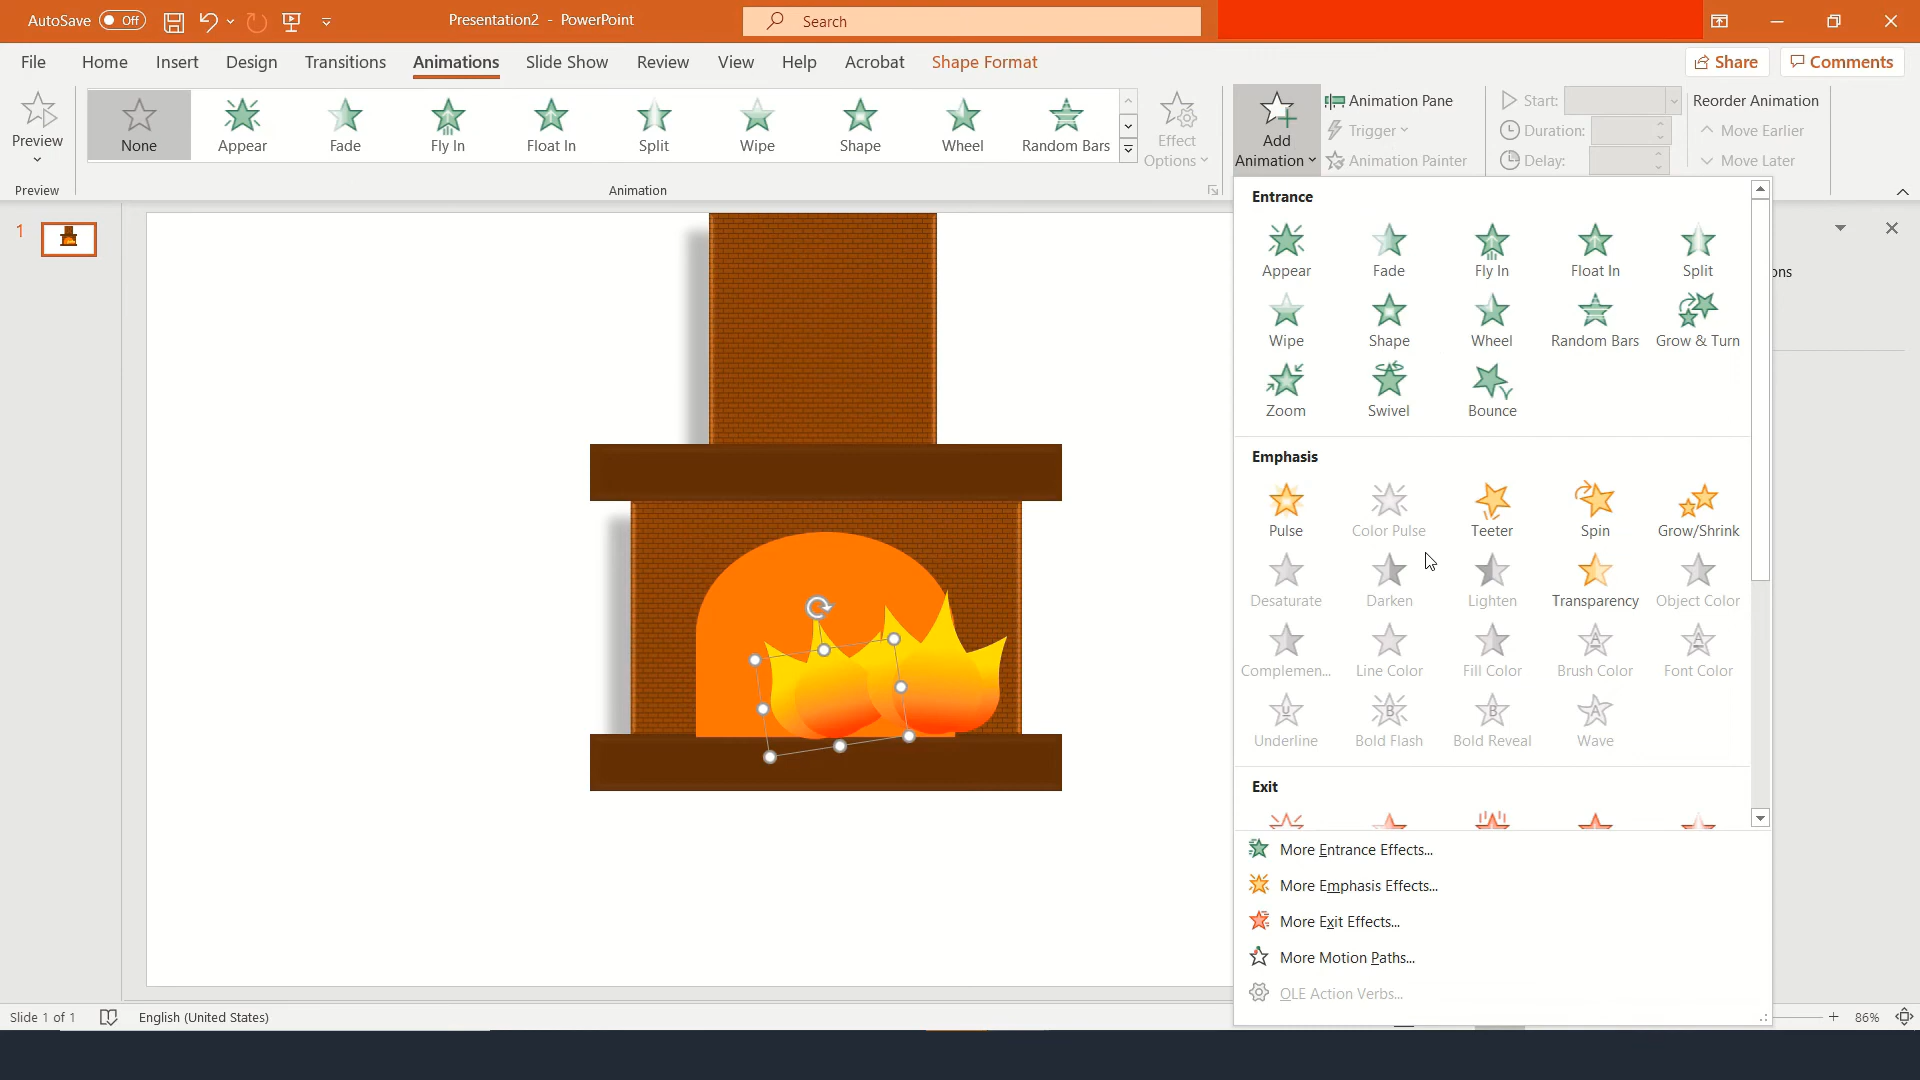 AutoSave Off
Presentation2 - PowerPoint
Search
File Home Insert Design Transitions Animations Slide Show Review View Help Acrobat Shape Format
Share Comments
Preview
Preview
None Appear Fade Fly In Float In Split Wipe Shape Wheel Random Bars
Animation
Effect
Options
Add
Animation
Animation Pane
Trigger
Animation Painter
Start:
Duration:
Delay:
Reorder Animation
Move Earlier
Move Later
1
Entrance
Appear Fade Fly In Float In Split
Wipe Shape Wheel Random Bars Grow & Turn
Zoom Swivel Bounce
Emphasis
Pulse Color Pulse Teeter Spin Grow/Shrink
Desaturate Darken Lighten Transparency Object Color
Complemen... Line Color Fill Color Brush Color Font Color
Underline Bold Flash Bold Reveal Wave
Exit
More Entrance Effects...
More Emphasis Effects...
More Exit Effects...
More Motion Paths...
OLE Action Verbs...
ons
Slide 1 of 1 English (United States)
86%